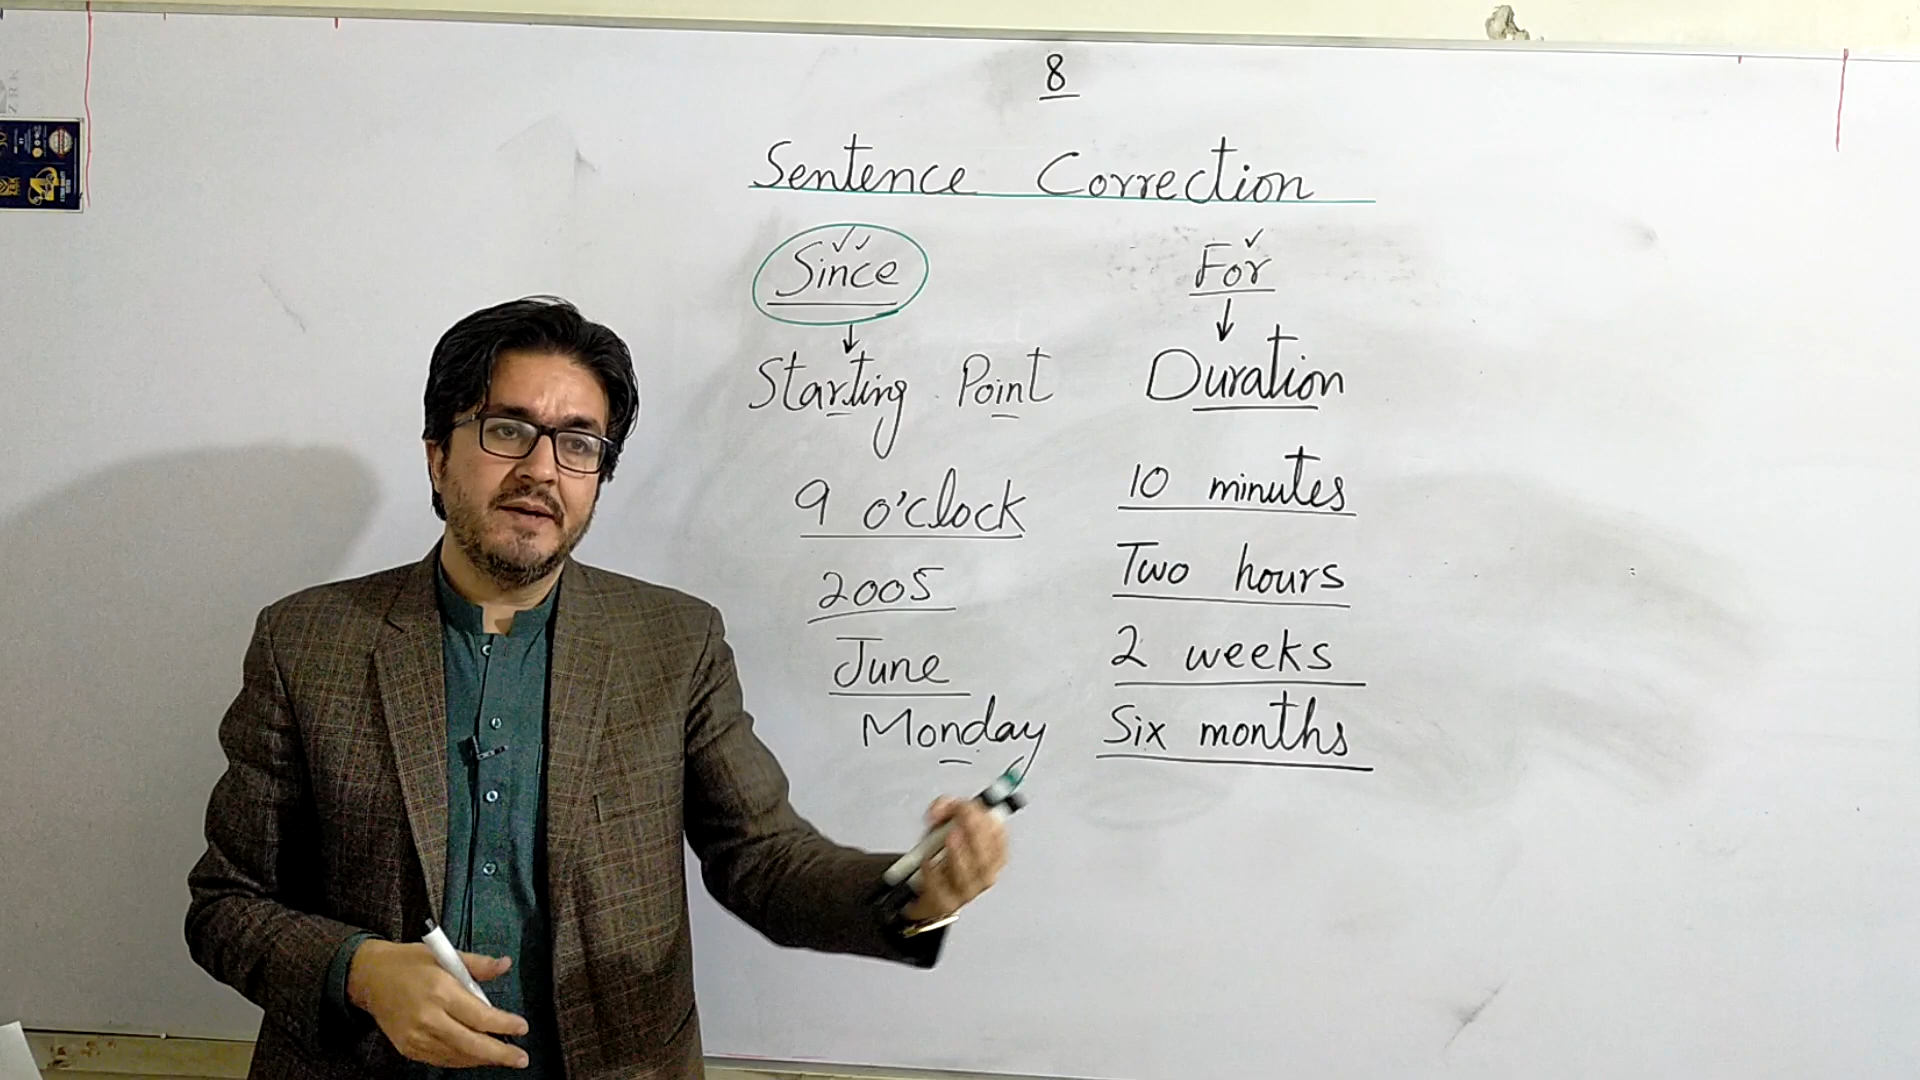 8
Sentence Correction
Since For
Starting Point Duration
9 o'clock 10 minutes
2005 Two hours
June 2 weeks
Monday Six months